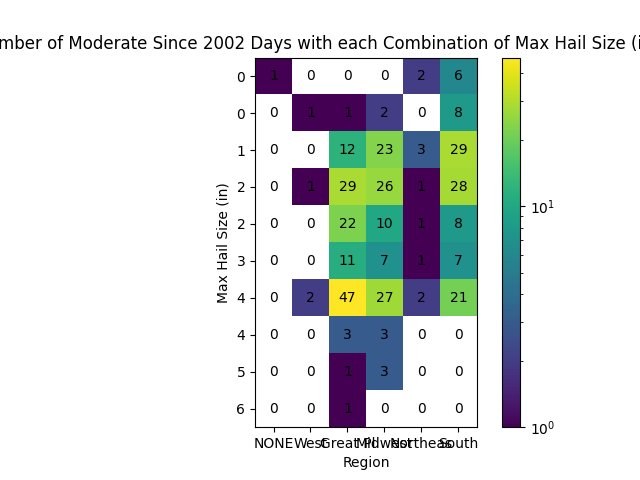 mber of Moderate Since 2002 Days with each Combination of Max Hail Size (i
0 1 0 0 0 2 6
0 0 1 1 2 0 8
1 0 0 12 23 3 29
2 0 1 29 26 1 28
2 0 0 22 10 1 8
3 0 0 11 7 1 7
4 0 2 47 27 2 21
4 0 0 3 3 0 0
5 0 0 1 3 0 0
6 0 0 1 0 0 0
NONE West Great Pl Midwest Northeast South
Region
Max Hail Size (in)
10¹
10⁰